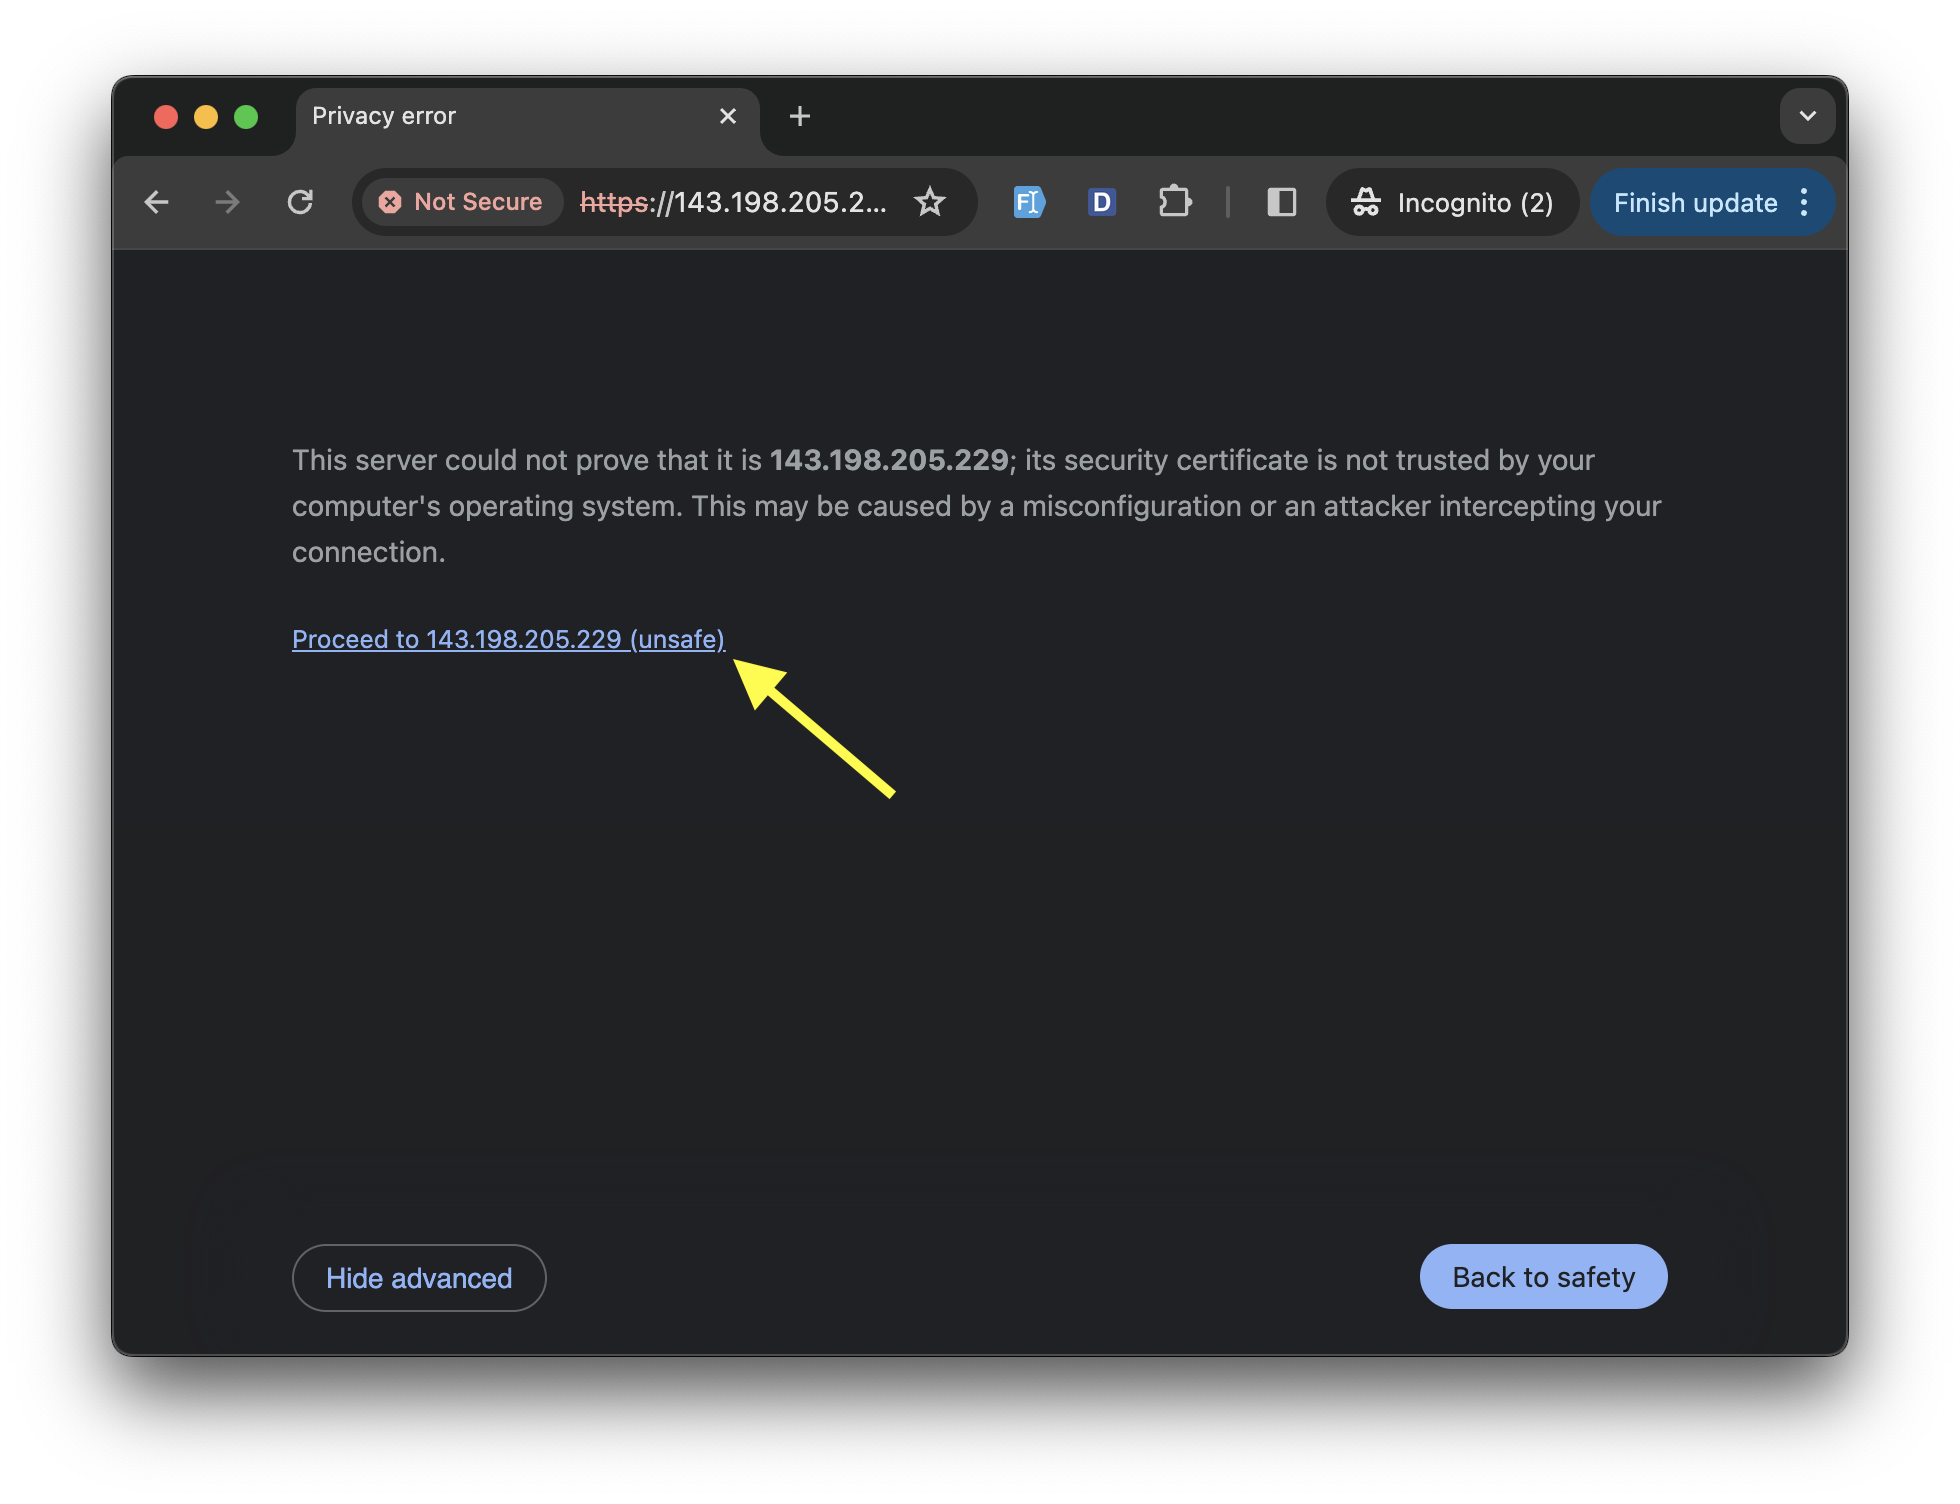 Privacy error
Not Secure https://143.198.205.2... Incognito (2) Finish update
This server could not prove that it is 143.198.205.229; its security certificate is not trusted by your
computer's operating system. This may be caused by a misconfiguration or an attacker intercepting your
connection.
Proceed to 143.198.205.229 (unsafe)
Hide advanced Back to safety